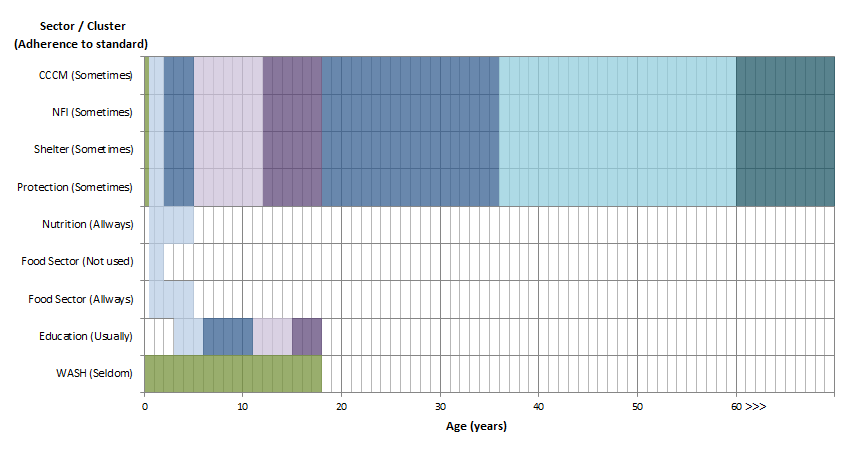 Sector / Cluster
(Adherence to standard)
CCCM (Sometimes)
NFI (Sometimes)
Shelter (Sometimes)
Protection (Sometimes)
Nutrition (Allways)
Food Sector (Not used)
Food Sector (Allways)
Education (Usually)
WASH (Seldom)
0 10 20 30 40 50 60 >>>
Age (years)